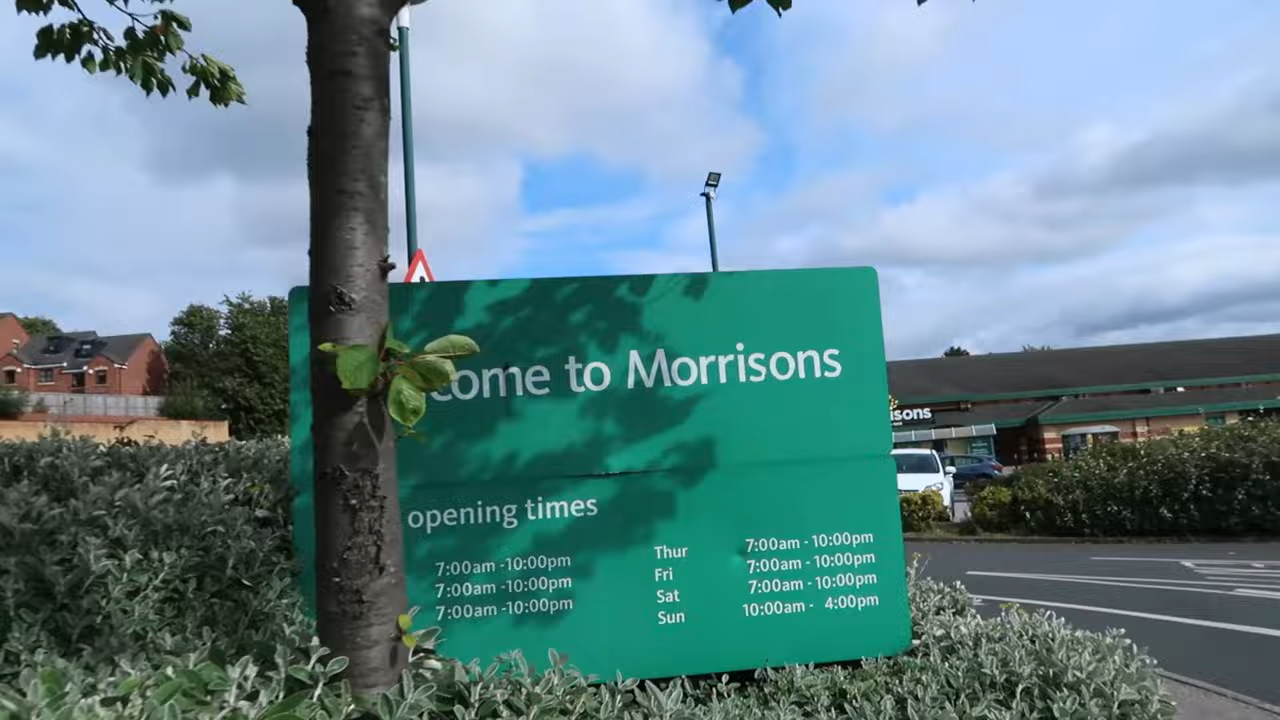 come to Morrisons
opening times
7:00am -10:00pm
7:00am -10:00pm
7:00am -10:00pm
Thur 7:00am - 10:00pm
Fri 7:00am - 10:00pm
Sat 7:00am - 10:00pm
Sun 10:00am - 4:00pm
isons